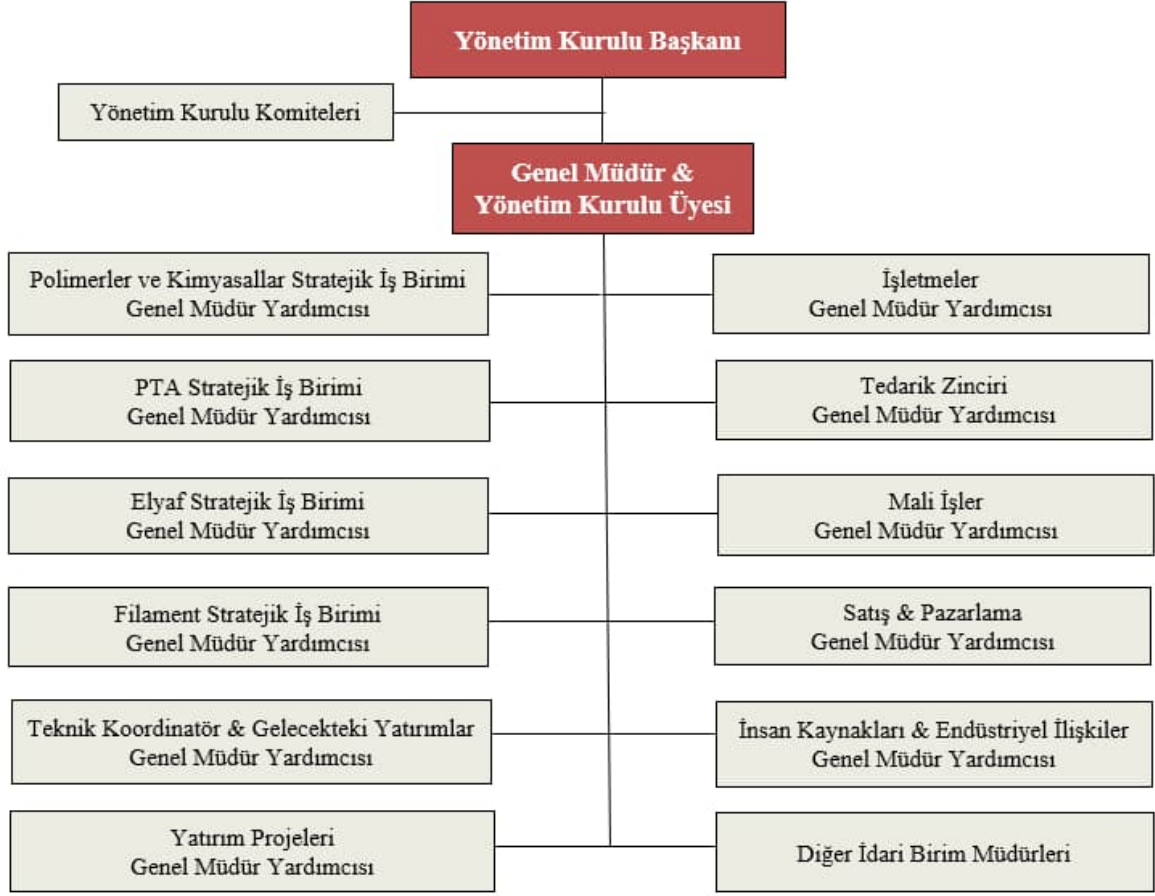 Yönetim Kurulu Başkanı
Yönetim Kurulu Komiteleri
Genel Müdür &
Yönetim Kurulu Üyesi
Polimerler ve Kimyasallar Stratejik İş Birimi
Genel Müdür Yardımcısı
İşletmeler
Genel Müdür Yardımcısı
PTA Stratejik İş Birimi
Genel Müdür Yardımcısı
Tedarik Zinciri
Genel Müdür Yardımcısı
Elyaf Stratejik İş Birimi
Genel Müdür Yardımcısı
Mali İşler
Genel Müdür Yardımcısı
Filament Stratejik İş Birimi
Genel Müdür Yardımcısı
Satış & Pazarlama
Genel Müdür Yardımcısı
Teknik Koordinatör & Gelecekteki Yatırımlar
Genel Müdür Yardımcısı
İnsan Kaynakları & Endüstriyel İlişkiler
Genel Müdür Yardımcısı
Yatırım Projeleri
Genel Müdür Yardımcısı
Diğer İdari Birim Müdürleri